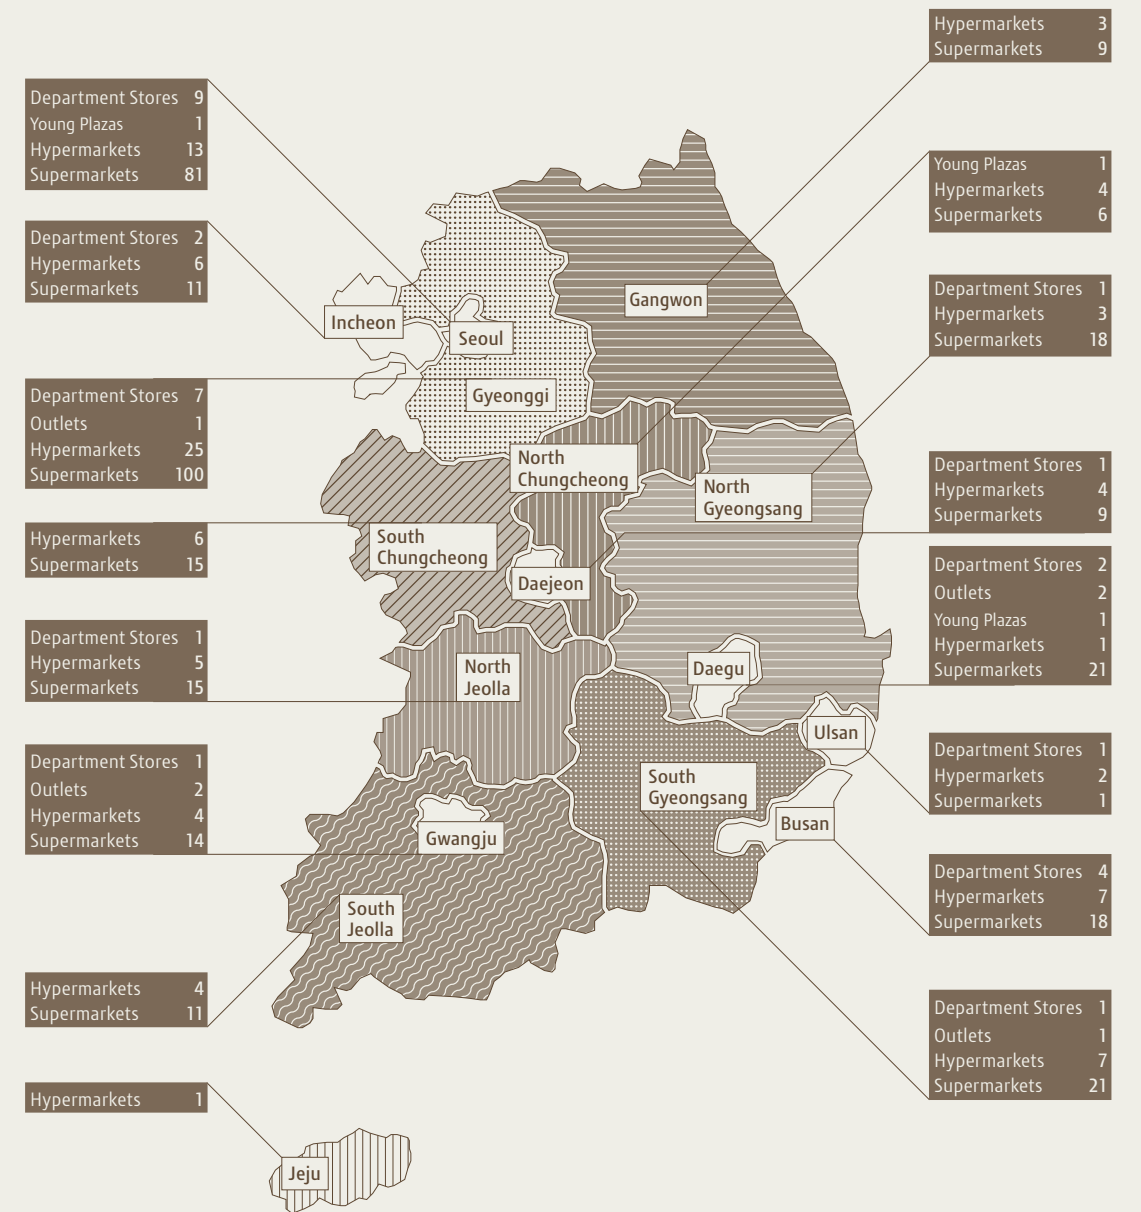 Department Stores 9
Young Plazas 1
Hypermarkets 13
Supermarkets 81
Department Stores 2
Hypermarkets 6
Supermarkets 11
Department Stores 7
Outlets 1
Hypermarkets 25
Supermarkets 100
Hypermarkets 6
Supermarkets 15
Department Stores 1
Hypermarkets 5
Supermarkets 15
Department Stores 1
Outlets 2
Hypermarkets 4
Supermarkets 14
Hypermarkets 4
Supermarkets 11
Hypermarkets 1
Gangwon
Incheon
Seoul
Gyeonggi
North
Chungcheong
North
Gyeongsang
South
Chungcheong
Daejeon
North
Jeolla
Daegu
Ulsan
South
Gyeongsang
Busan
Gwangju
South
Jeolla
Jeju
Hypermarkets 3
Supermarkets 9
Young Plazas 1
Hypermarkets 4
Supermarkets 6
Department Stores 1
Hypermarkets 3
Supermarkets 18
Department Stores 1
Hypermarkets 4
Supermarkets 9
Department Stores 2
Outlets 2
Young Plazas 1
Hypermarkets 1
Supermarkets 21
Department Stores 1
Hypermarkets 2
Supermarkets 1
Department Stores 4
Hypermarkets 7
Supermarkets 18
Department Stores 1
Outlets 1
Hypermarkets 7
Supermarkets 21